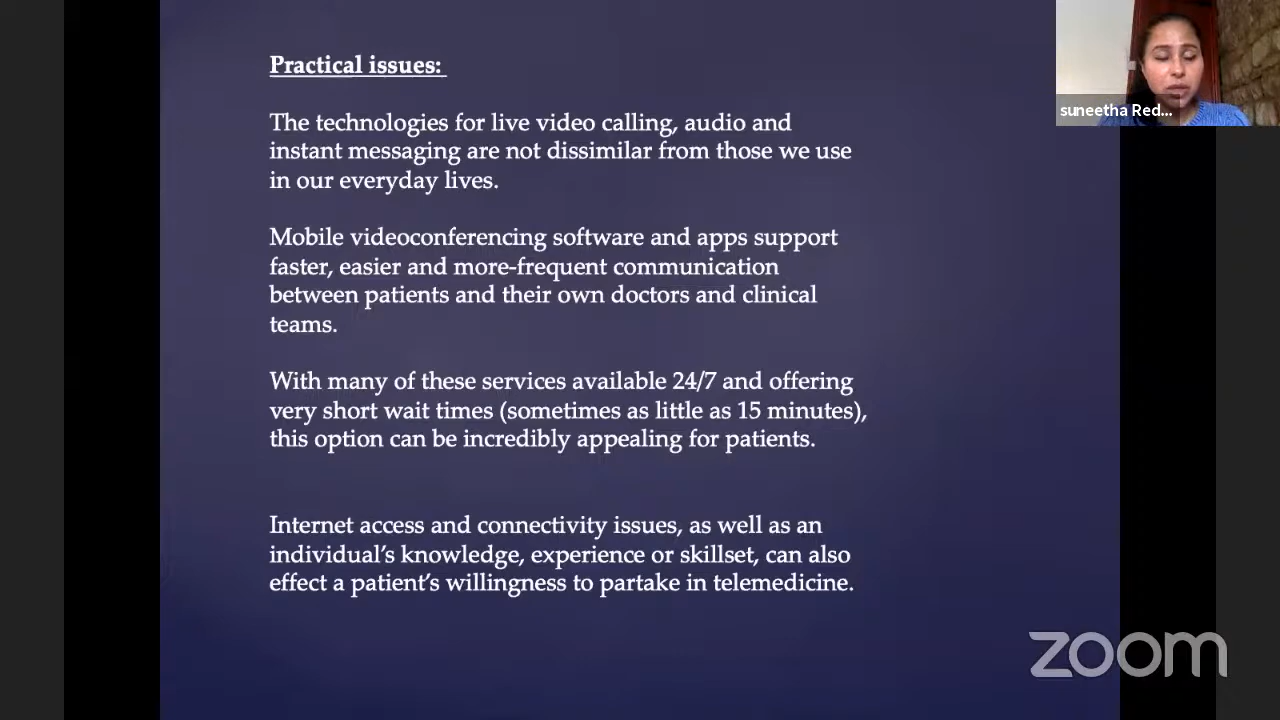 Practical issues:
The technologies for live video calling, audio and
instant messaging are not dissimilar from those we use
in our everyday lives.
Mobile videoconferencing software and apps support
faster, easier and more-frequent communication
between patients and their own doctors and clinical
teams.
With many of these services available 24/7 and offering
very short wait times (sometimes as little as 15 minutes),
this option can be incredibly appealing for patients.
Internet access and connectivity issues, as well as an
individual’s knowledge, experience or skillset, can also
effect a patient’s willingness to partake in telemedicine.
suneetha Red...
zoom